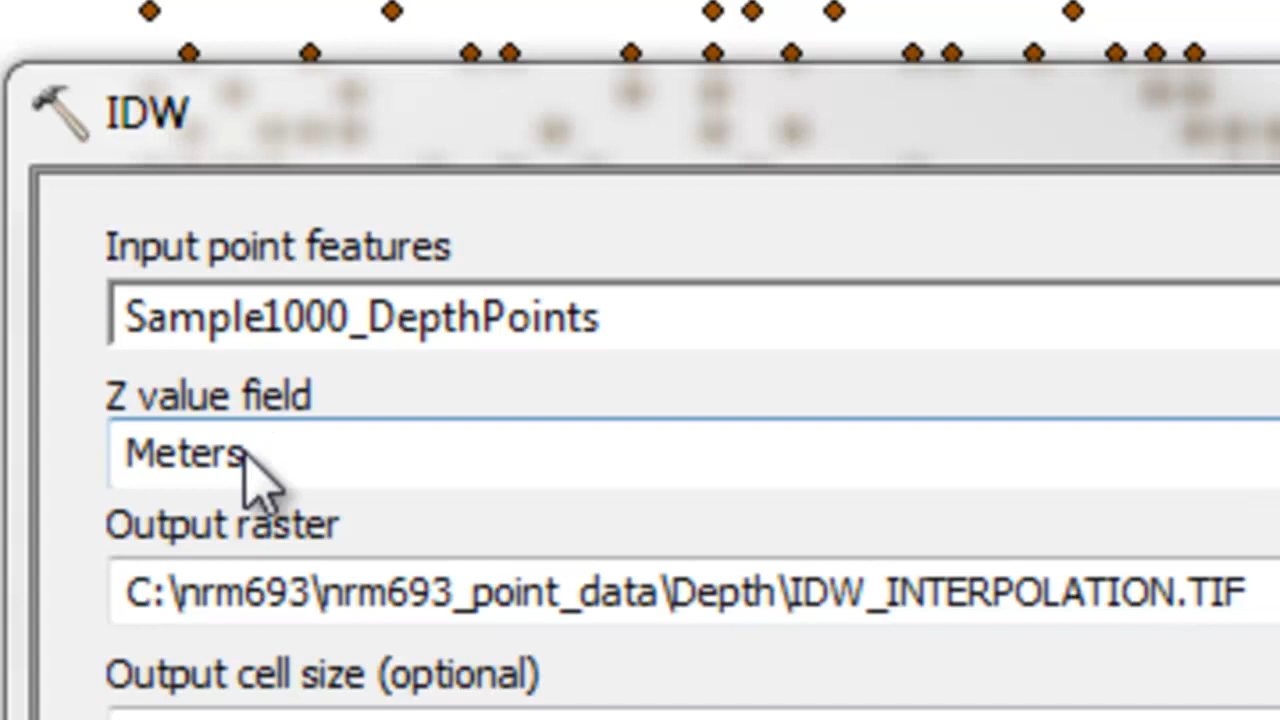 IDW
Input point features
Sample1000_DepthPoints
Z value field
Meters
Output raster
C:\nrm693\nrm693_point_data\Depth\IDW_INTERPOLATION.TIF
Output cell size (optional)